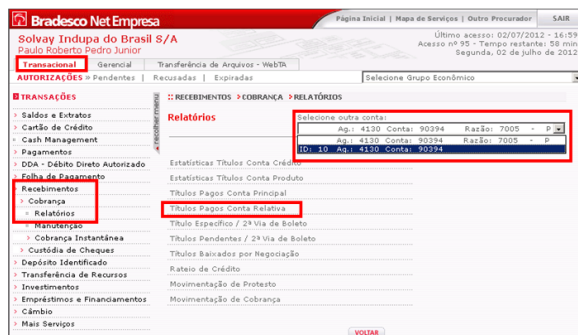 Bradesco Net Empresa
Página Inicial | Mapa de Serviços | Outro Procurador
SAIR
Solvay Indupa do Brasil S/A
Paulo Roberto Pedro Junior
Último acesso: 02/07/2012 - 16:59
Acesso nº 95 - Tempo restante: 58 min
Segunda, 02 de julho de 2012
Transacional Gerencial Transferência de Arquivos - WebTA
AUTORIZAÇÕES » Pendentes | Recusadas | Expiradas
Selecione Grupo Econômico
TRANSAÇÕES
› Saldos e Extratos
› Cartão de Crédito
› Cash Management
› Pagamentos
› DDA - Débito Direto Autorizado
› Folha de Pagamento
› Recebimentos
› Cobrança
Relatórios
Manutenção
› Cobrança Instantânea
› Custódia de Cheques
› Depósito Identificado
› Transferência de Recursos
› Investimentos
› Empréstimos e Financiamentos
› Câmbio
› Mais Serviços
recolher menu
:: RECEBIMENTOS > COBRANÇA > RELATÓRIOS
Relatórios
Selecione outra conta:
Ag.: 4130 Conta: 90394 Razão: 7005 - P
Ag.: 4130 Conta: 90394 Razão: 7005 - P
ID: 10 Ag.: 4130 Conta: 90394
Estatísticas Títulos Conta Crédito
Estatísticas Títulos Conta Produto
Títulos Pagos Conta Principal
Títulos Pagos Conta Relativa
Título Específico / 2ª Via de Boleto
Títulos Pendentes / 2ª Via de Boleto
Títulos Baixados por Negociação
Rateio de Crédito
Movimentação de Protesto
Movimentação de Cobrança
VOLTAR